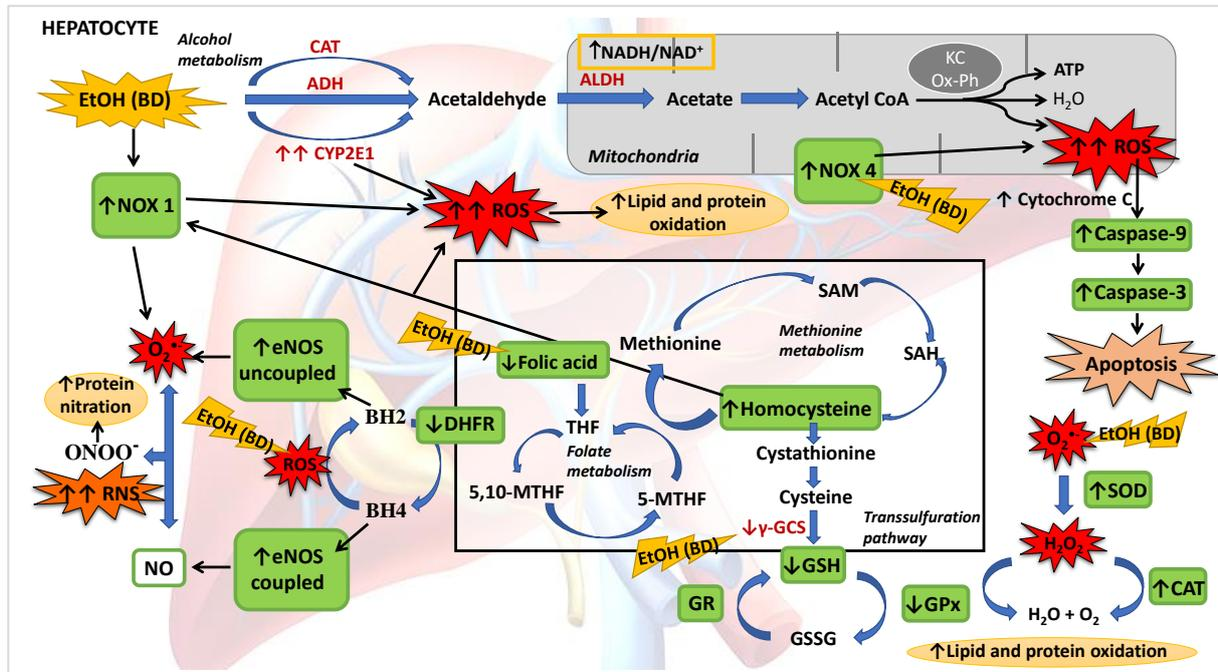 HEPATOCYTE
Alcohol
metabolism
EtOH (BD)
CAT
ADH
↑↑ CYP2E1
Acetaldehyde
↑NADH/NAD⁺
ALDH
Acetate
Acetyl CoA
KC
Ox-Ph
ATP
H₂O
↑↑ ROS
Mitochondria
↑NOX 4
EtOH (BD)
↑ Cytochrome C
↑Caspase-9
↑Caspase-3
Apoptosis
↑NOX 1
↑↑ ROS
↑Lipid and protein
oxidation
O₂•-
↑eNOS
uncoupled
↑Protein
nitration
ONOO⁻
↑↑ RNS
EtOH (BD)
ROS
BH2
↓DHFR
BH4
NO
↑eNOS
coupled
EtOH (BD)
↓Folic acid
THF
Folate
metabolism
5,10-MTHF
5-MTHF
Methionine
SAM
Methionine
metabolism
SAH
↑Homocysteine
Cystathionine
Cysteine
↓γ-GCS
Transsulfuration
pathway
EtOH (BD)
↓GSH
GR
↓GPx
GSSG
O₂•-
EtOH (BD)
↑SOD
H₂O₂
↑CAT
H₂O + O₂
↑Lipid and protein oxidation